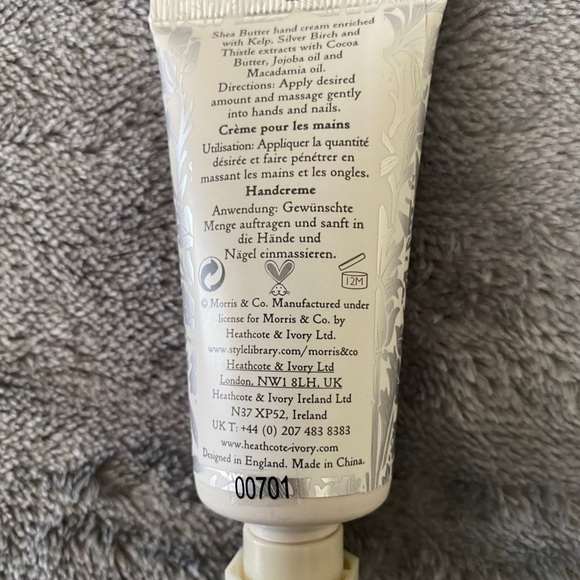 Shea Butter hand cream enriched
with Kelp, Silver Birch and
Thistle extracts with Cocoa
Butter, Jojoba oil and
Macadamia oil.
Directions: Apply desired
amount and massage gently
into hands and nails.
Crème pour les mains
Utilisation: Appliquer la quantité
désirée et faire pénétrer en
massant les mains et les ongles.
Handcreme
Anwendung: Gewünschte
Menge auftragen und sanft in
die Hände und
Nägel einmassieren.
12M
© Morris & Co. Manufactured under
license for Morris & Co. by
Heathcote & Ivory Ltd.
www.stylelibrary.com/morris&co
Heathcote & Ivory Ltd
London, NW1 8LH, UK
Heathcote & Ivory Ireland Ltd
N37 XP52, Ireland
UK T: +44 (0) 207 483 8383
www.heathcote-ivory.com
Designed in England. Made in China.
00701